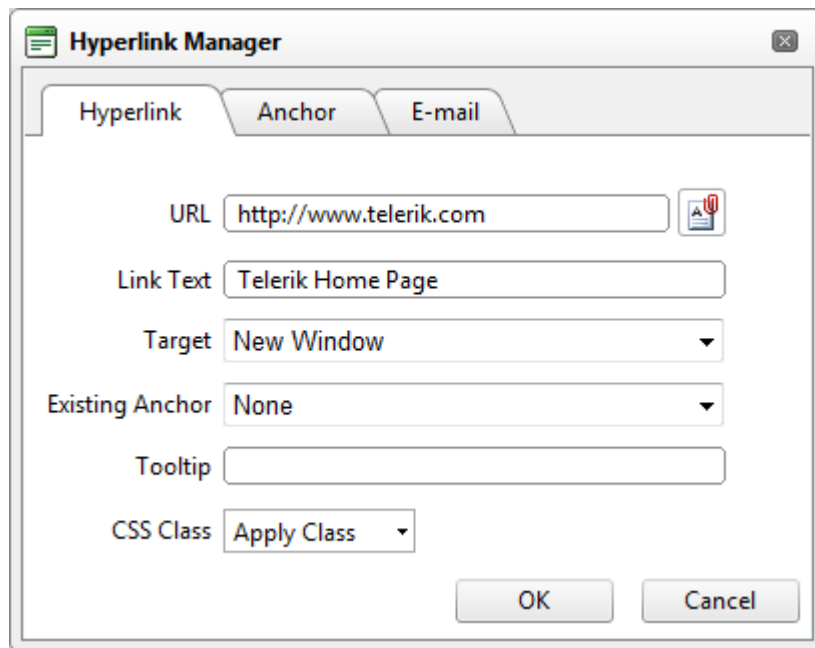 Hyperlink Manager
Hyperlink Anchor E-mail
URL http://www.telerik.com
Link Text Telerik Home Page
Target New Window
Existing Anchor None
Tooltip
CSS Class Apply Class
OK Cancel